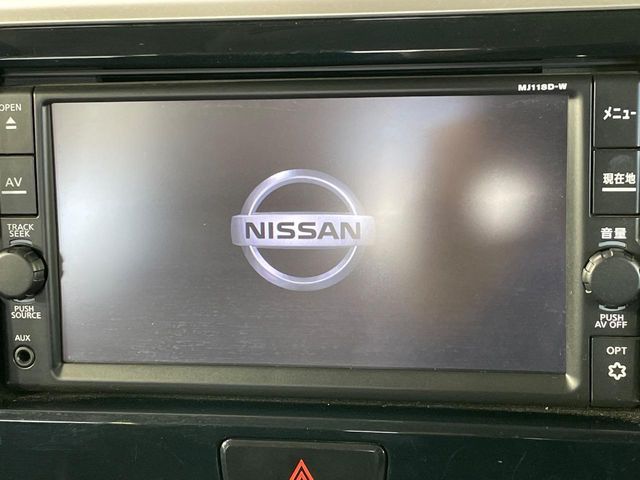 MJ118D-W
OPEN
AV
TRACK
SEEK
PUSH
SOURCE
AUX
NISSAN
メニュー
現在地
音量
PUSH
AV OFF
OPT